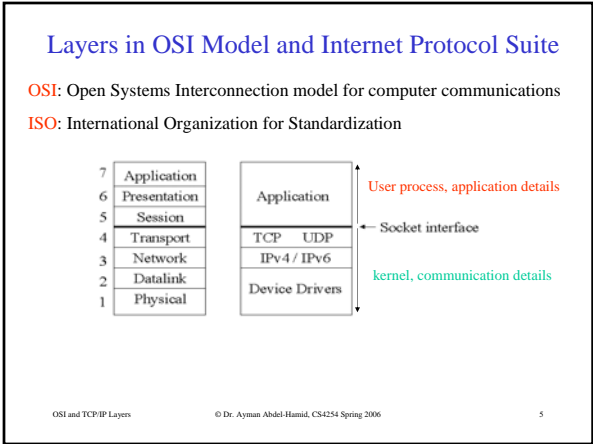 Layers in OSI Model and Internet Protocol Suite
OSI: Open Systems Interconnection model for computer communications
ISO: International Organization for Standardization
7 Application
6 Presentation
5 Session
4 Transport
3 Network
2 Datalink
1 Physical
Application
TCP UDP
IPv4 / IPv6
Device Drivers
User process, application details
Socket interface
kernel, communication details
OSI and TCP/IP Layers
© Dr. Ayman Abdel-Hamid, CS4254 Spring 2006
5